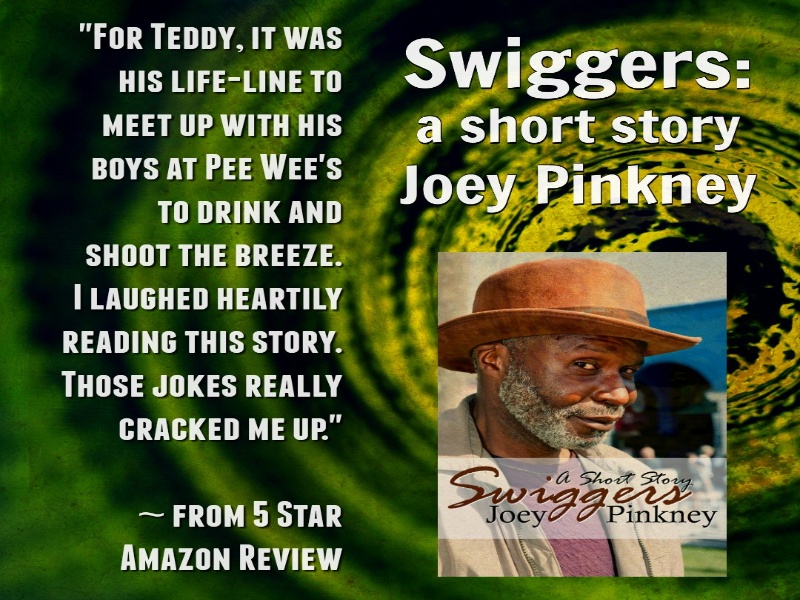 "For Teddy, it was
his life-line to
meet up with his
boys at Pee Wee's
to drink and
shoot the breeze.
I laughed heartily
reading this story.
Those jokes really
cracked me up."
~ from 5 Star
Amazon Review
Swiggers:
a short story
Joey Pinkney
A Short Story
Swiggers
Joey Pinkney